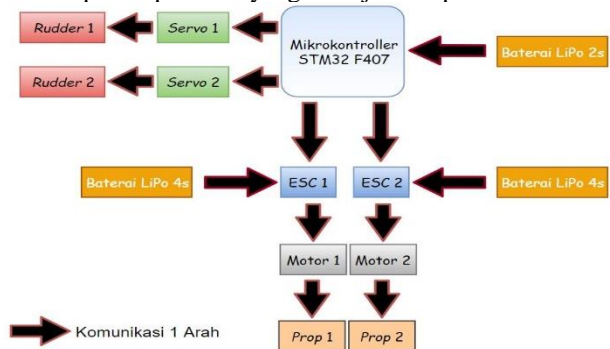 Rudder 1
Servo 1
Mikrokontroller
STM32 F407
Baterai LiPo 2s
Rudder 2
Servo 2
Baterai LiPo 4s
ESC 1
ESC 2
Baterai LiPo 4s
Motor 1
Motor 2
Komunikasi 1 Arah
Prop 1
Prop 2